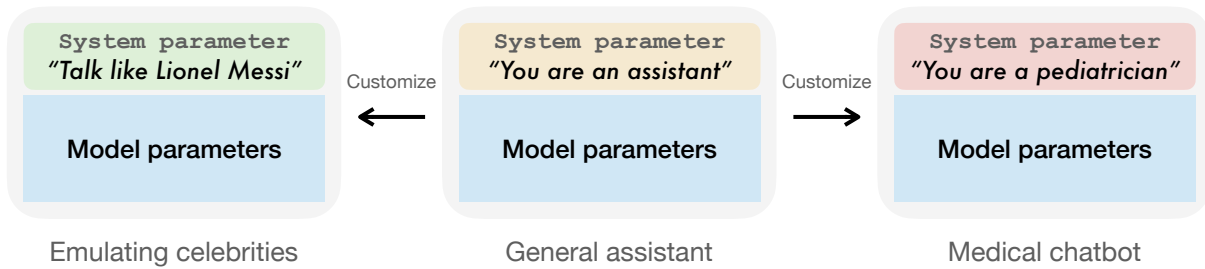 System parameter
“Talk like Lionel Messi”
Model parameters
Emulating celebrities
Customize
System parameter
“You are an assistant”
Model parameters
General assistant
Customize
System parameter
“You are a pediatrician”
Model parameters
Medical chatbot